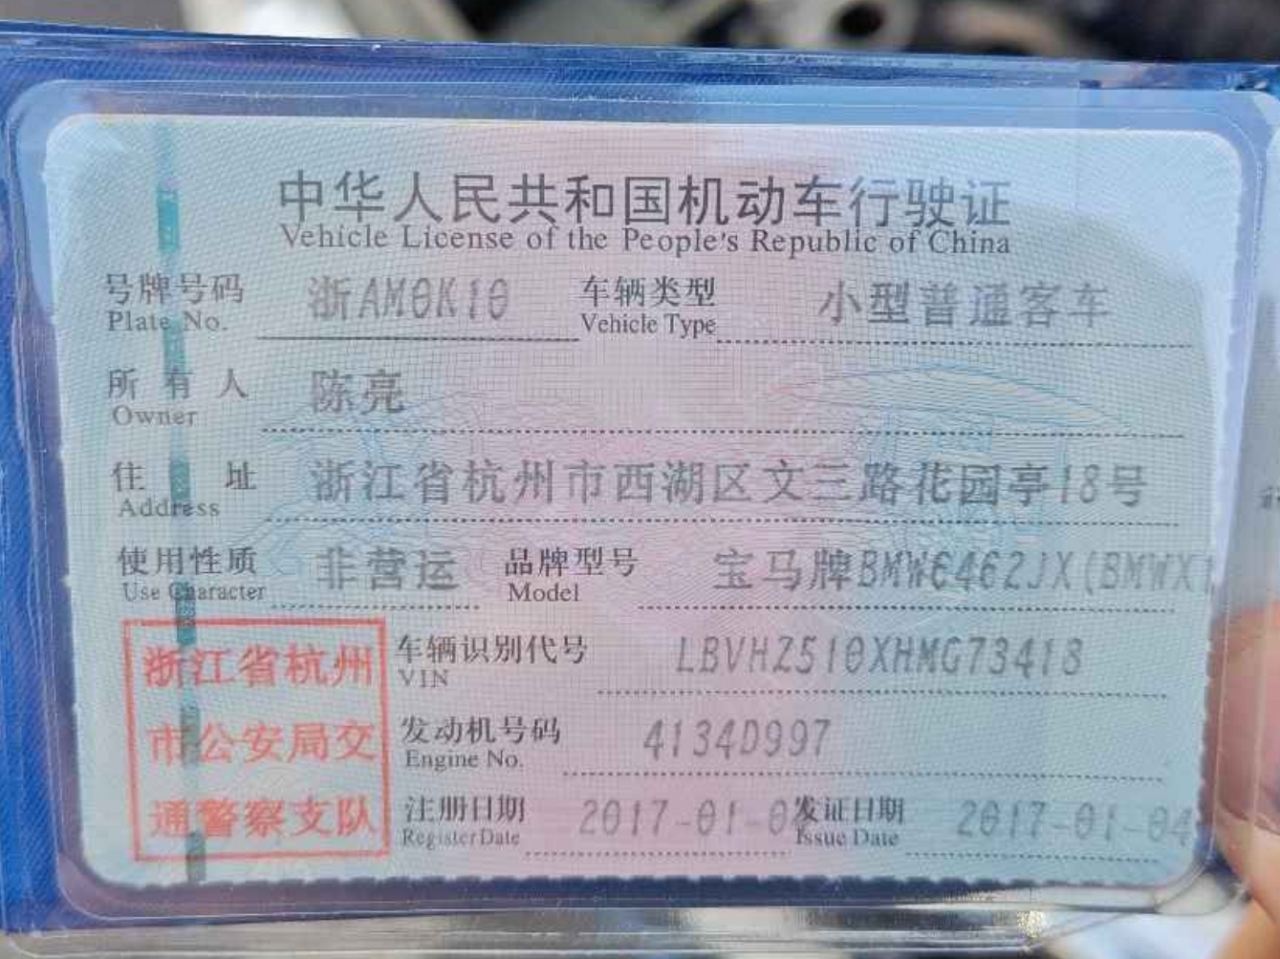 中华人民共和国机动车行驶证
Vehicle License of the People's Republic of China
号牌号码 浙AM0K10 车辆类型 小型普通客车
Plate No. Vehicle Type
所有人 陈亮
Owner
住址 浙江省杭州市西湖区文三路花园亭18号
Address
使用性质 非营运 品牌型号 宝马牌BMW6462JX(BMWX1
Use Character Model
浙江省杭州 车辆识别代号 LBVHZ510XHMG73418
VIN
市公安局交 发动机号码 4134D997
Engine No.
通警察支队 注册日期 2017-01-0 发证日期 2017-01-04
Register Date Issue Date